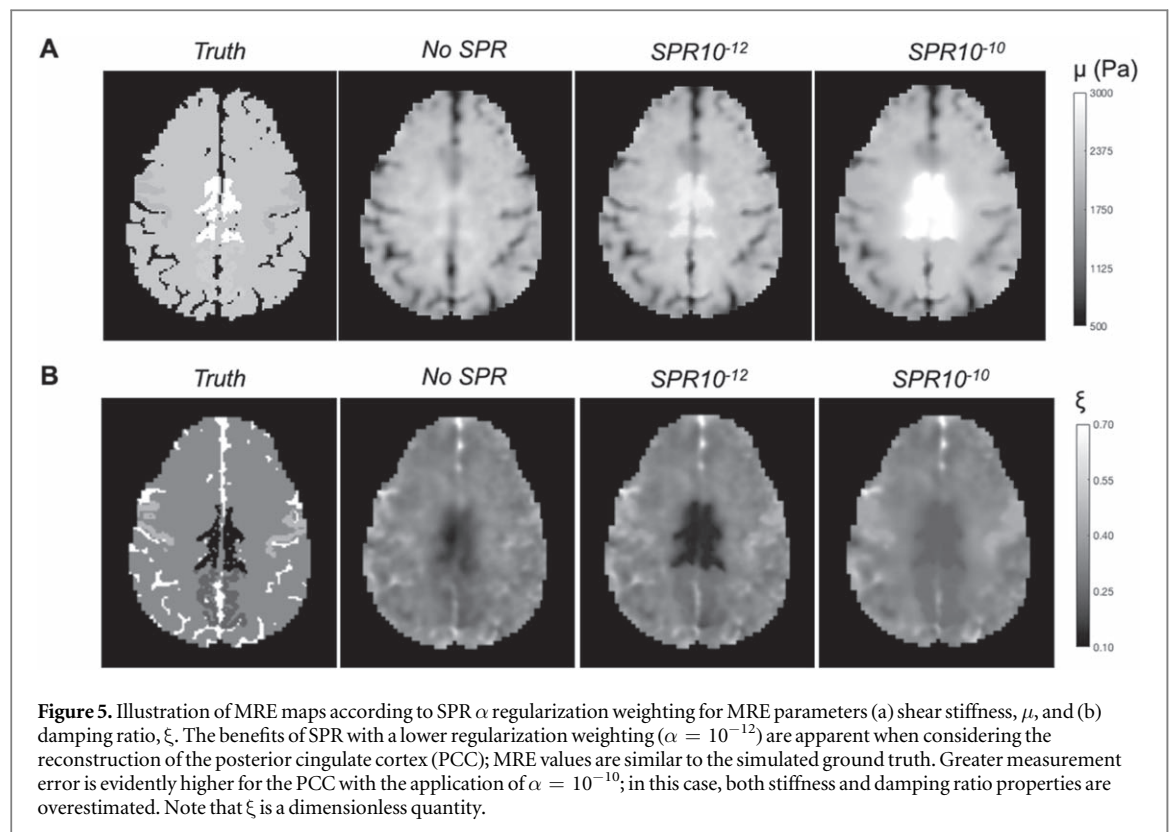 A
Truth
No SPR
SPR10⁻¹²
SPR10⁻¹⁰
μ (Pa)
3000
2375
1750
1125
500
B
Truth
No SPR
SPR10⁻¹²
SPR10⁻¹⁰
ξ
0.70
0.55
0.40
0.25
0.10
Figure 5. Illustration of MRE maps according to SPR α regularization weighting for MRE parameters (a) shear stiffness, μ, and (b)
damping ratio, ξ. The benefits of SPR with a lower regularization weighting (α = 10⁻¹²) are apparent when considering the
reconstruction of the posterior cingulate cortex (PCC); MRE values are similar to the simulated ground truth. Greater measurement
error is evidently higher for the PCC with the application of α = 10⁻¹⁰; in this case, both stiffness and damping ratio properties are
overestimated. Note that ξ is a dimensionless quantity.